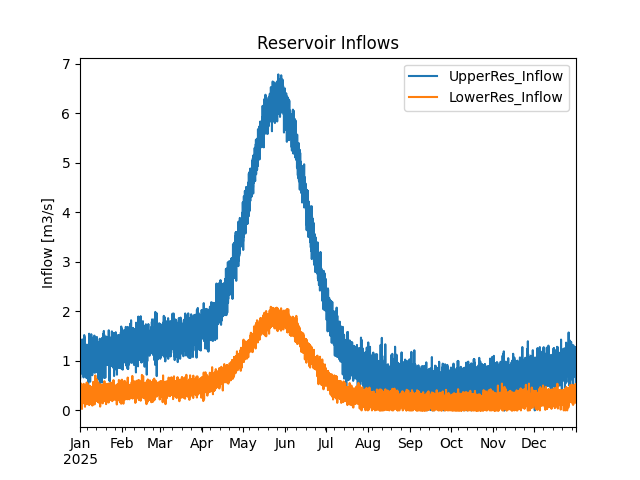 Reservoir Inflows
UpperRes_Inflow
LowerRes_Inflow
Inflow [m3/s]
7
6
5
4
3
2
1
0
Jan Feb Mar Apr May Jun Jul Aug Sep Oct Nov Dec
2025